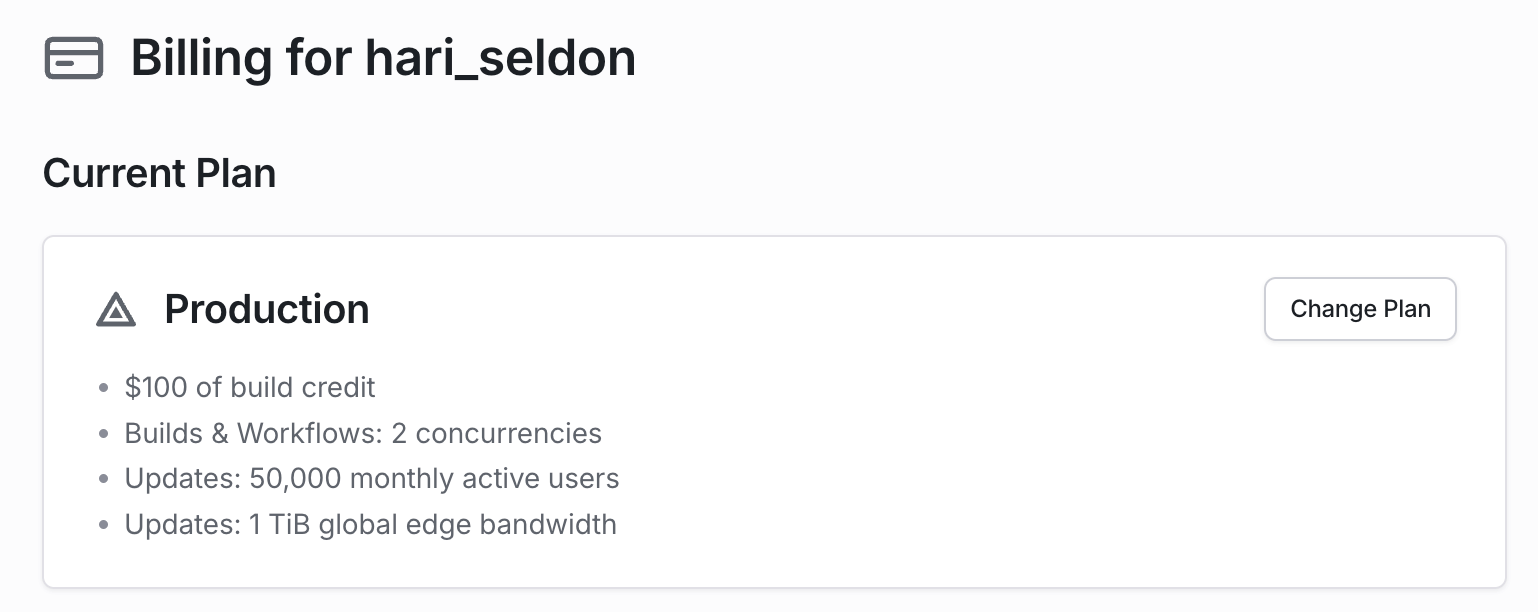 Billing for hari_seldon
Current Plan
Production
Change Plan
• $100 of build credit
• Builds & Workflows: 2 concurrencies
• Updates: 50,000 monthly active users
• Updates: 1 TiB global edge bandwidth